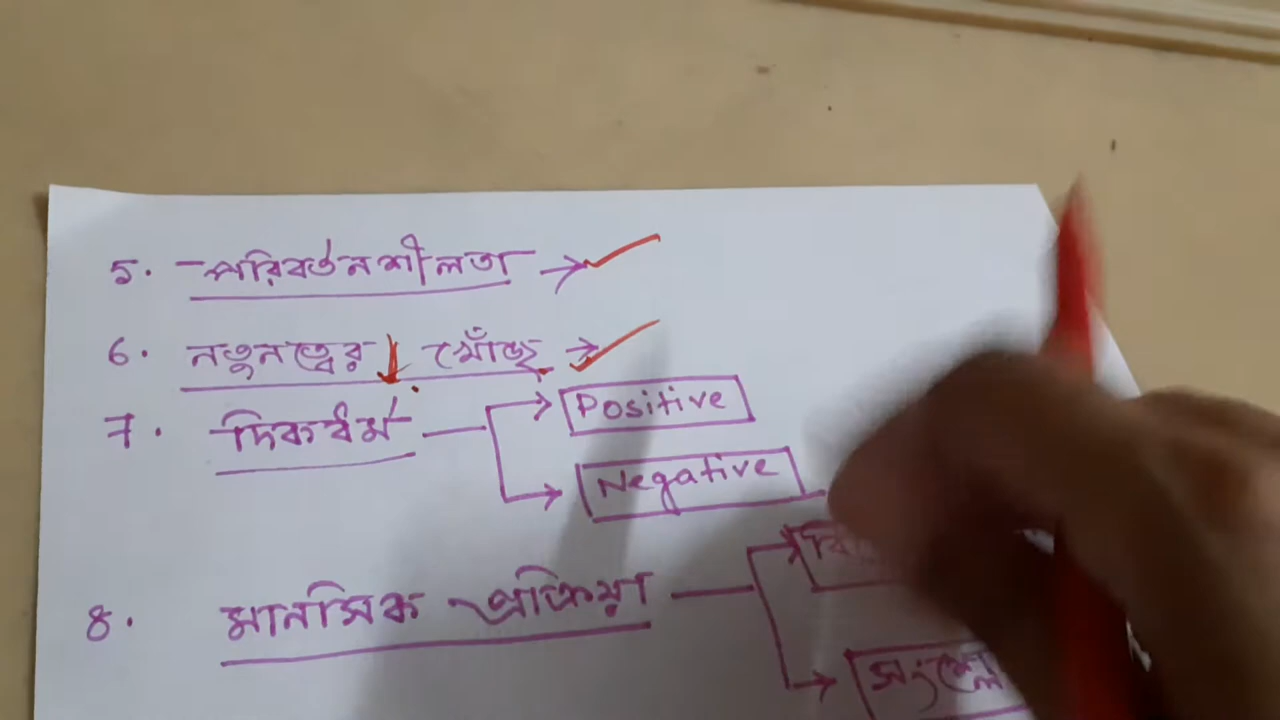 5. পরিবর্তনশীলতা →
6. নতুনত্বের খোঁজ →
7. দিকধর্ম
Positive
Negative
8. মানসিক প্রক্রিয়া